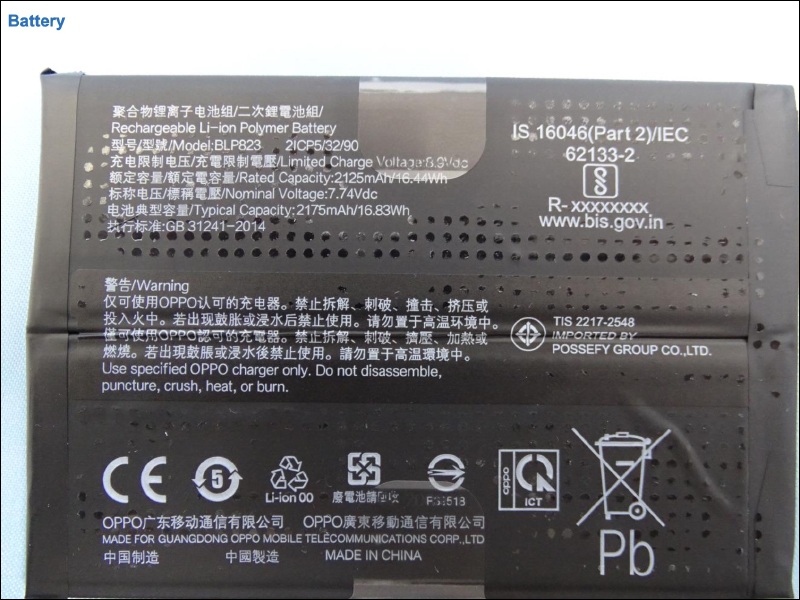 Battery
聚合物锂离子电池组/二次鋰電池組/
Rechargeable Li-ion Polymer Battery
型号/型號/Model:BLP823 2ICP5/32/90
充电限制电压/充電限制電壓/Limited Charge Voltage:8.9Vdc
额定容量/額定容量/Rated Capacity:2125mAh/16.44Wh
标称电压/標稱電壓/Nominal Voltage:7.74Vdc
电池典型容量/Typical Capacity:2175mAh/16.83Wh
执行标准:GB 31241-2014
IS 16046(Part 2)/IEC
62133-2
R- xxxxxxxx
www.bis.gov.in
警告/Warning
仅可使用OPPO认可的充电器。禁止拆解、刺破、撞击、挤压或
投入火中。若出现鼓胀或浸水后禁止使用。请勿置于高温环境中。
僅可使用OPPO認可的充電器。禁止拆解、刺破、擠壓、加熱或
燃燒。若出現鼓脹或浸水後禁止使用。請勿置于高溫環境中。
Use specified OPPO charger only. Do not disassemble,
puncture, crush, heat, or burn.
TIS 2217-2548
IMPORTED BY
POSSEFY GROUP CO.,LTD.
CE
5
Li-ion 00
廢電池請回收
oppo
ICT
Pb
OPPO广东移动通信有限公司 OPPO廣東移動通信有限公司
MADE FOR GUANGDONG OPPO MOBILE TELECOMMUNICATIONS CORP.,LTD
中国制造 中國製造 MADE IN CHINA